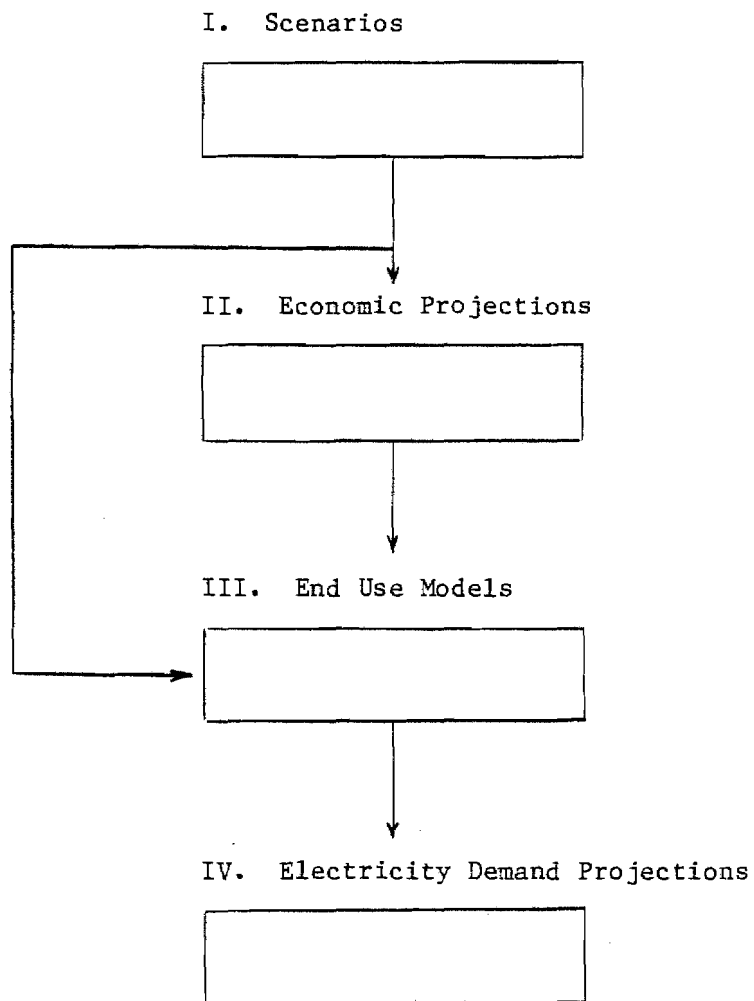 I. Scenarios
II. Economic Projections
III. End Use Models
IV. Electricity Demand Projections